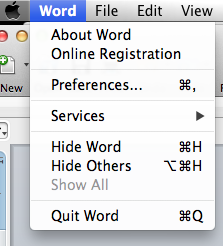 Word File Edit View
About Word
Online Registration
New
Preferences... ⌘,
Services
Hide Word ⌘H
Hide Others ⌥⌘H
Show All
Quit Word ⌘Q